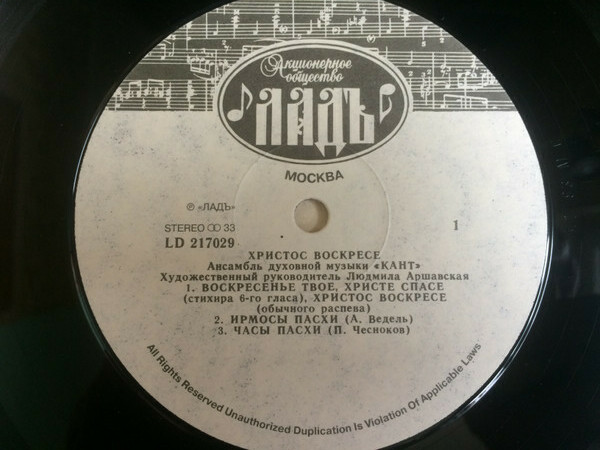 Акционерное
общество
ЛАДЪ
МОСКВА
℗ «ЛАДЪ»
STEREO 33
LD 217029
1
ХРИСТОС ВОСКРЕСЕ
Ансамбль духовной музыки «КАНТ»
Художественный руководитель Людмила Аршавская
1. ВОСКРЕСЕНЬЕ ТВОЕ, ХРИСТЕ СПАСЕ
(стихира 6-го гласа), ХРИСТОС ВОСКРЕСЕ
(обычного распева)
2. ИРМОСЫ ПАСХИ (А. Ведель)
3. ЧАСЫ ПАСХИ (П. Чесноков)
All Rights Reserved Unauthorized Duplication Is Violation Of Applicable Laws